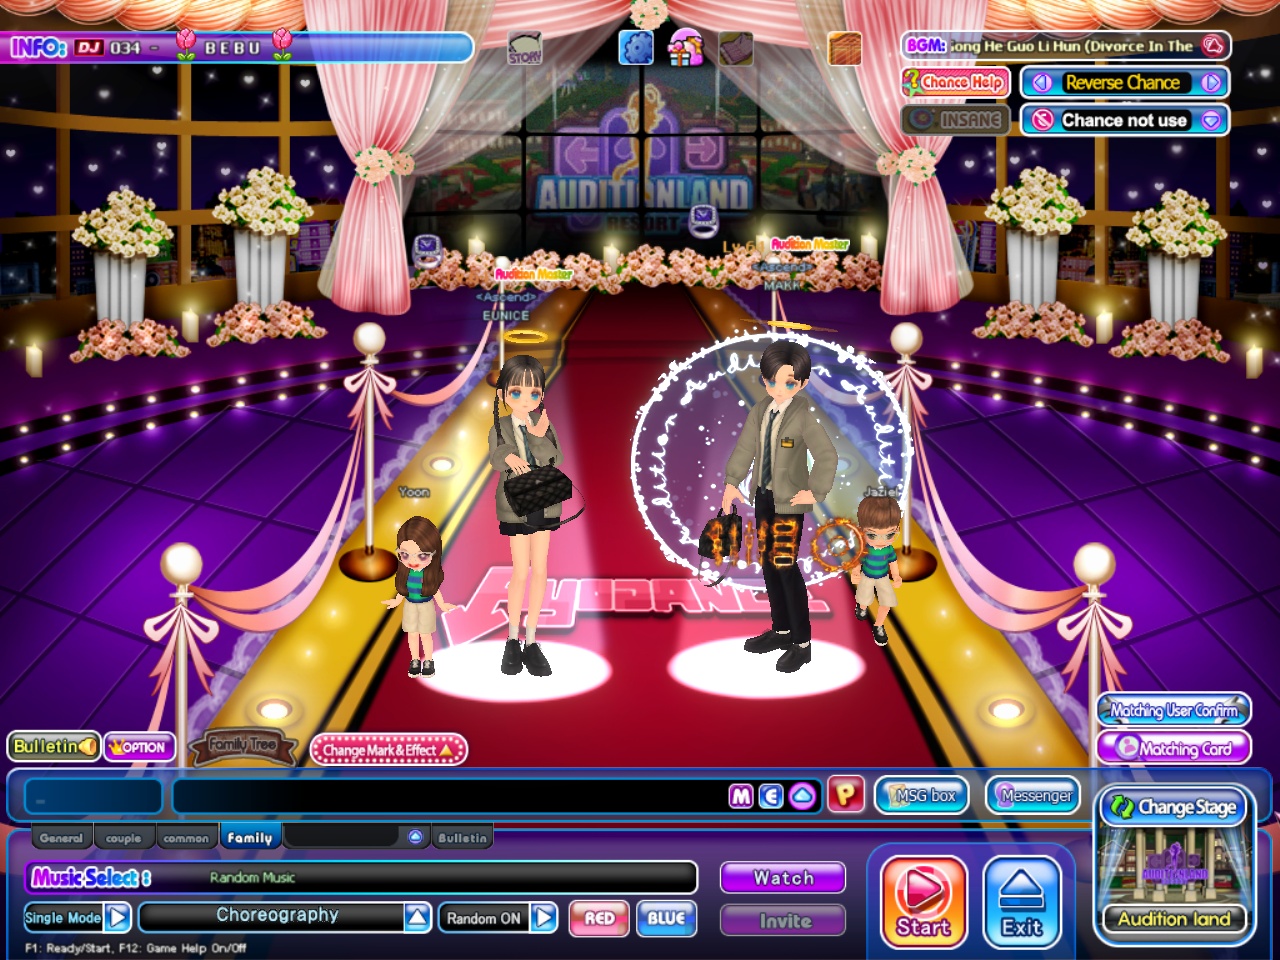 INFO: DJ 034 - BEBU
STORY
BGM: Song He Guo Li Hun (Divorce In The
Chance Help
Reverse Chance
INSANE
Chance not use
AUDITIONLAND
RESORT
Audition Master
<Ascend>
EUNICE
Audition Master
<Ascend>
MAKK
Yoon
Jaziel
Matching User Confirm
Matching Card
Bulletin
OPTION
Family Tree
Change Mark & Effect
M
E
P
MSG box
Messenger
Change Stage
AUDITIONLAND
Audition land
General
couple
common
Family
Bulletin
Music Select :
Random Music
Watch
Single Mode
Choreography
Random ON
RED
BLUE
Invite
Start
Exit
F1: Ready/Start, F12: Game Help On/Off